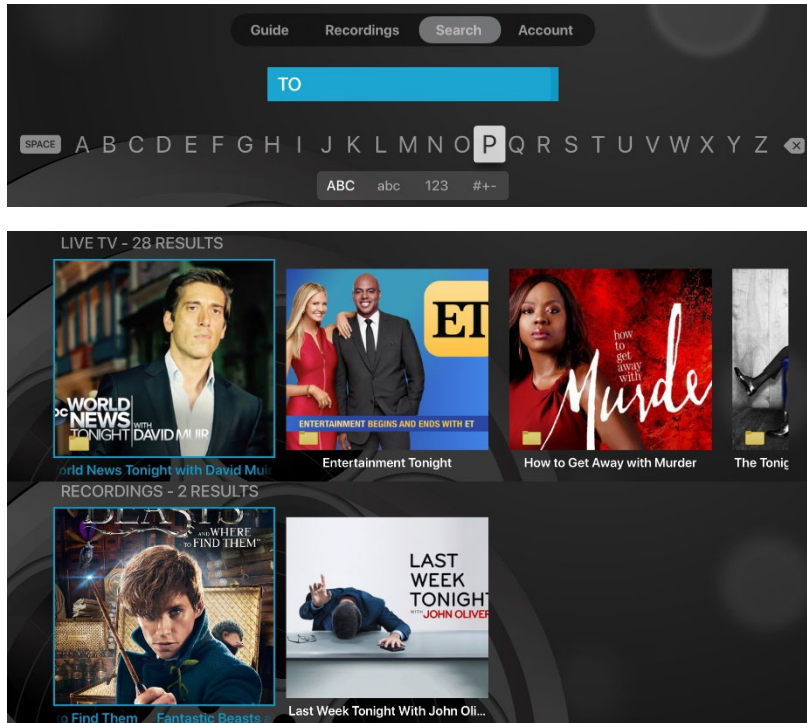 Guide Recordings Search Account
TO
SPACE A B C D E F G H I J K L M N O P Q R S T U V W X Y Z
ABC abc 123 #+-
LIVE TV - 28 RESULTS
WORLD
NEWS WITH
TONIGHT DAVID MUIR
orld News Tonight with David Mui
ET
ENTERTAINMENT BEGINS AND ENDS WITH ET
Entertainment Tonight
how
to
get
away
with
Murde
How to Get Away with Murder
The Tonig
RECORDINGS - 2 RESULTS
BEASTS
AND WHERE
TO FIND THEM
o Find Them Fantastic Beasts a
LAST
WEEK
TONIGHT
WITH JOHN OLIVE
Last Week Tonight With John Oli...